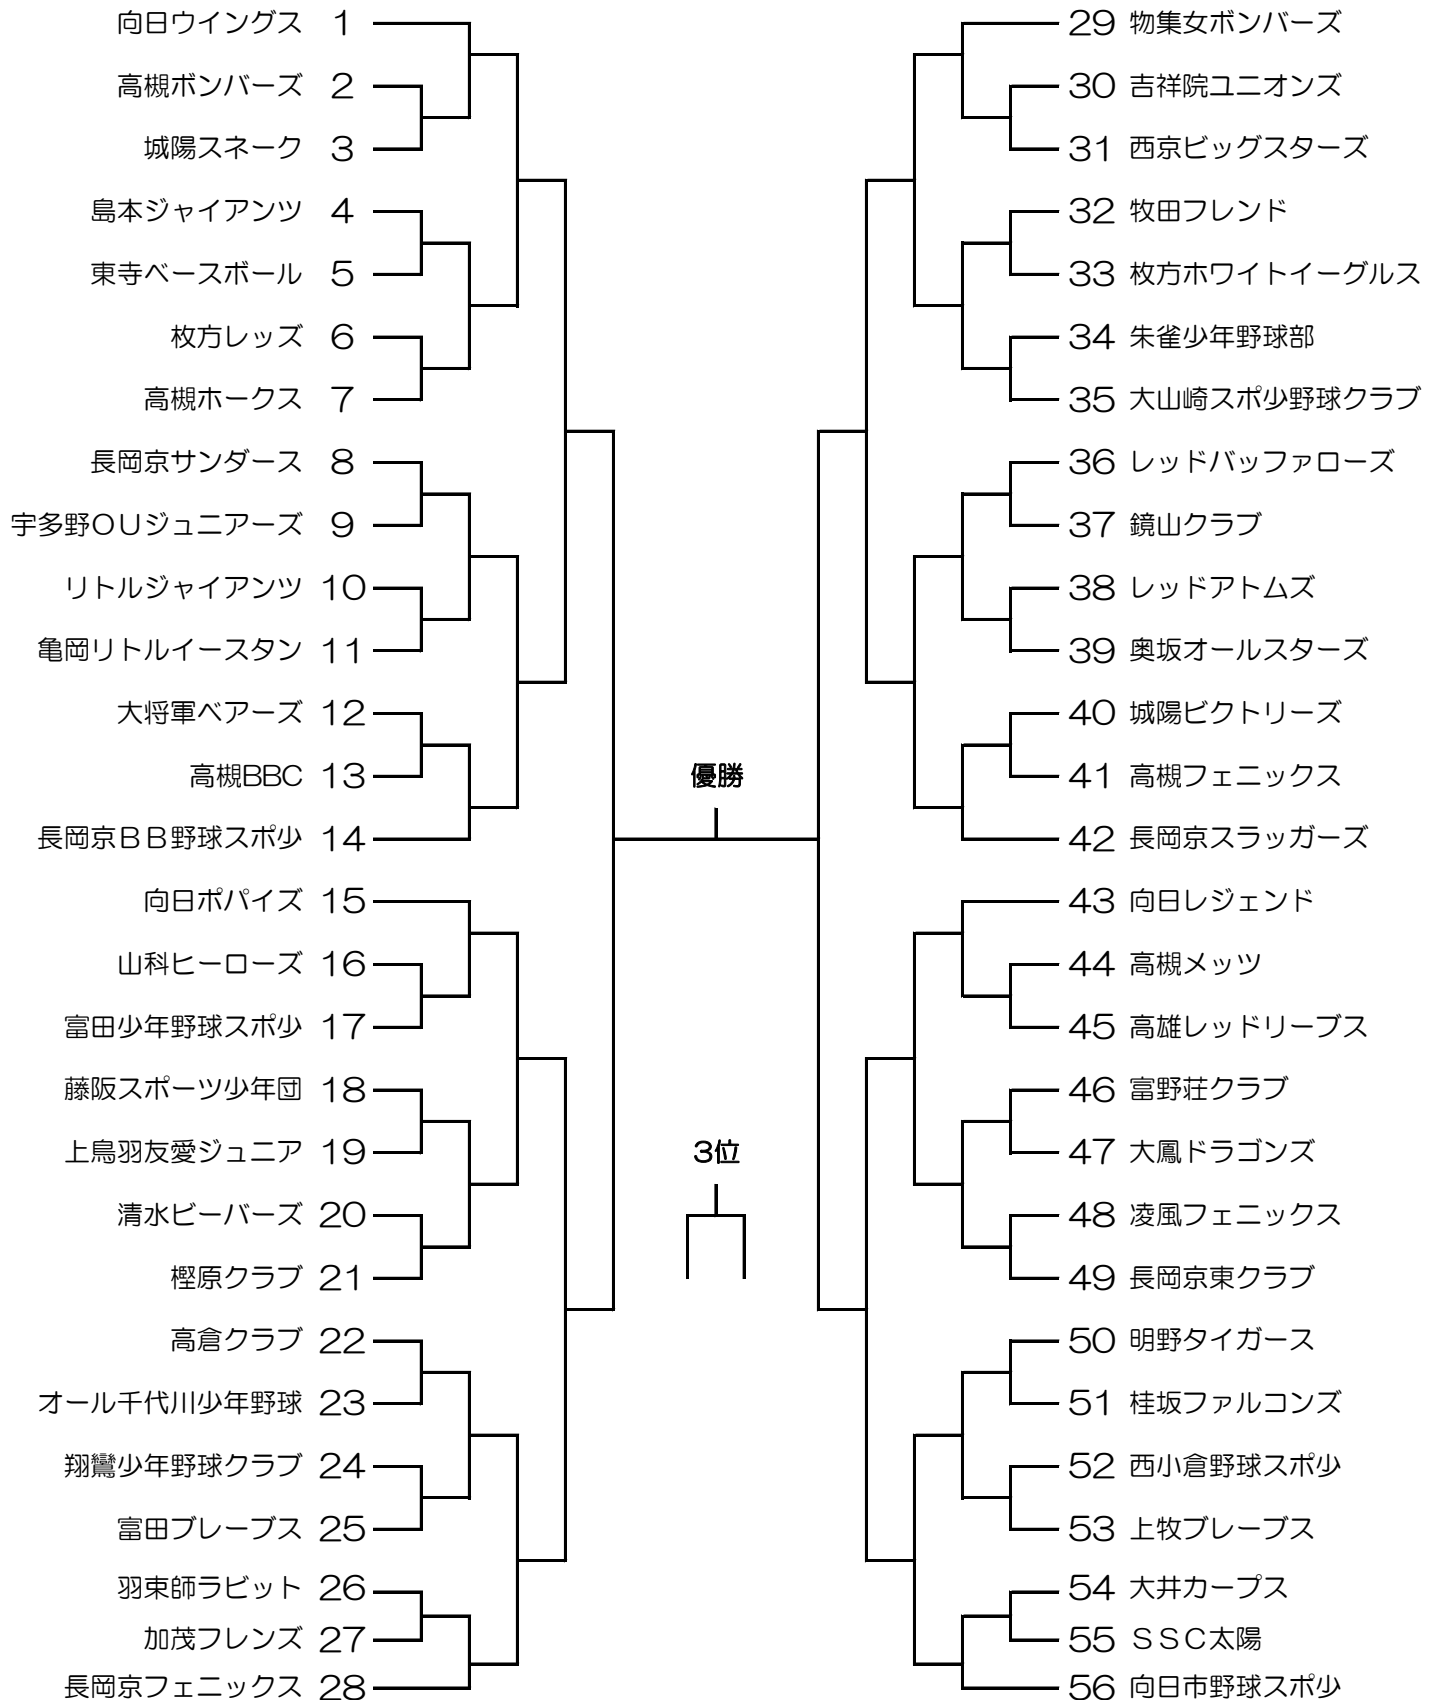 向日ウイングス 1
高槻ボンバーズ 2
城陽スネーク 3
島本ジャイアンツ 4
東寺ベースボール 5
枚方レッズ 6
高槻ホークス 7
長岡京サンダース 8
宇多野OUジュニアーズ 9
リトルジャイアンツ 10
亀岡リトルイースタン 11
大将軍ベアーズ 12
高槻BBC 13
長岡京BB野球スポ少 14
向日ポパイズ 15
山科ヒーローズ 16
富田少年野球スポ少 17
藤阪スポーツ少年団 18
上鳥羽友愛ジュニア 19
清水ビーバーズ 20
樫原クラブ 21
高倉クラブ 22
オール千代川少年野球 23
翔鸞少年野球クラブ 24
富田ブレーブス 25
羽束師ラビット 26
加茂フレンズ 27
長岡京フェニックス 28
優勝
3位
29 物集女ボンバーズ
30 吉祥院ユニオンズ
31 西京ビッグスターズ
32 牧田フレンド
33 枚方ホワイトイーグルス
34 朱雀少年野球部
35 大山崎スポ少野球クラブ
36 レッドバッファローズ
37 鏡山クラブ
38 レッドアトムズ
39 奥坂オールスターズ
40 城陽ビクトリーズ
41 高槻フェニックス
42 長岡京スラッガーズ
43 向日レジェンド
44 高槻メッツ
45 高雄レッドリーブス
46 富野荘クラブ
47 大鳳ドラゴンズ
48 凌風フェニックス
49 長岡京東クラブ
50 明野タイガース
51 桂坂ファルコンズ
52 西小倉野球スポ少
53 上牧ブレーブス
54 大井カープス
55 SSC太陽
56 向日市野球スポ少